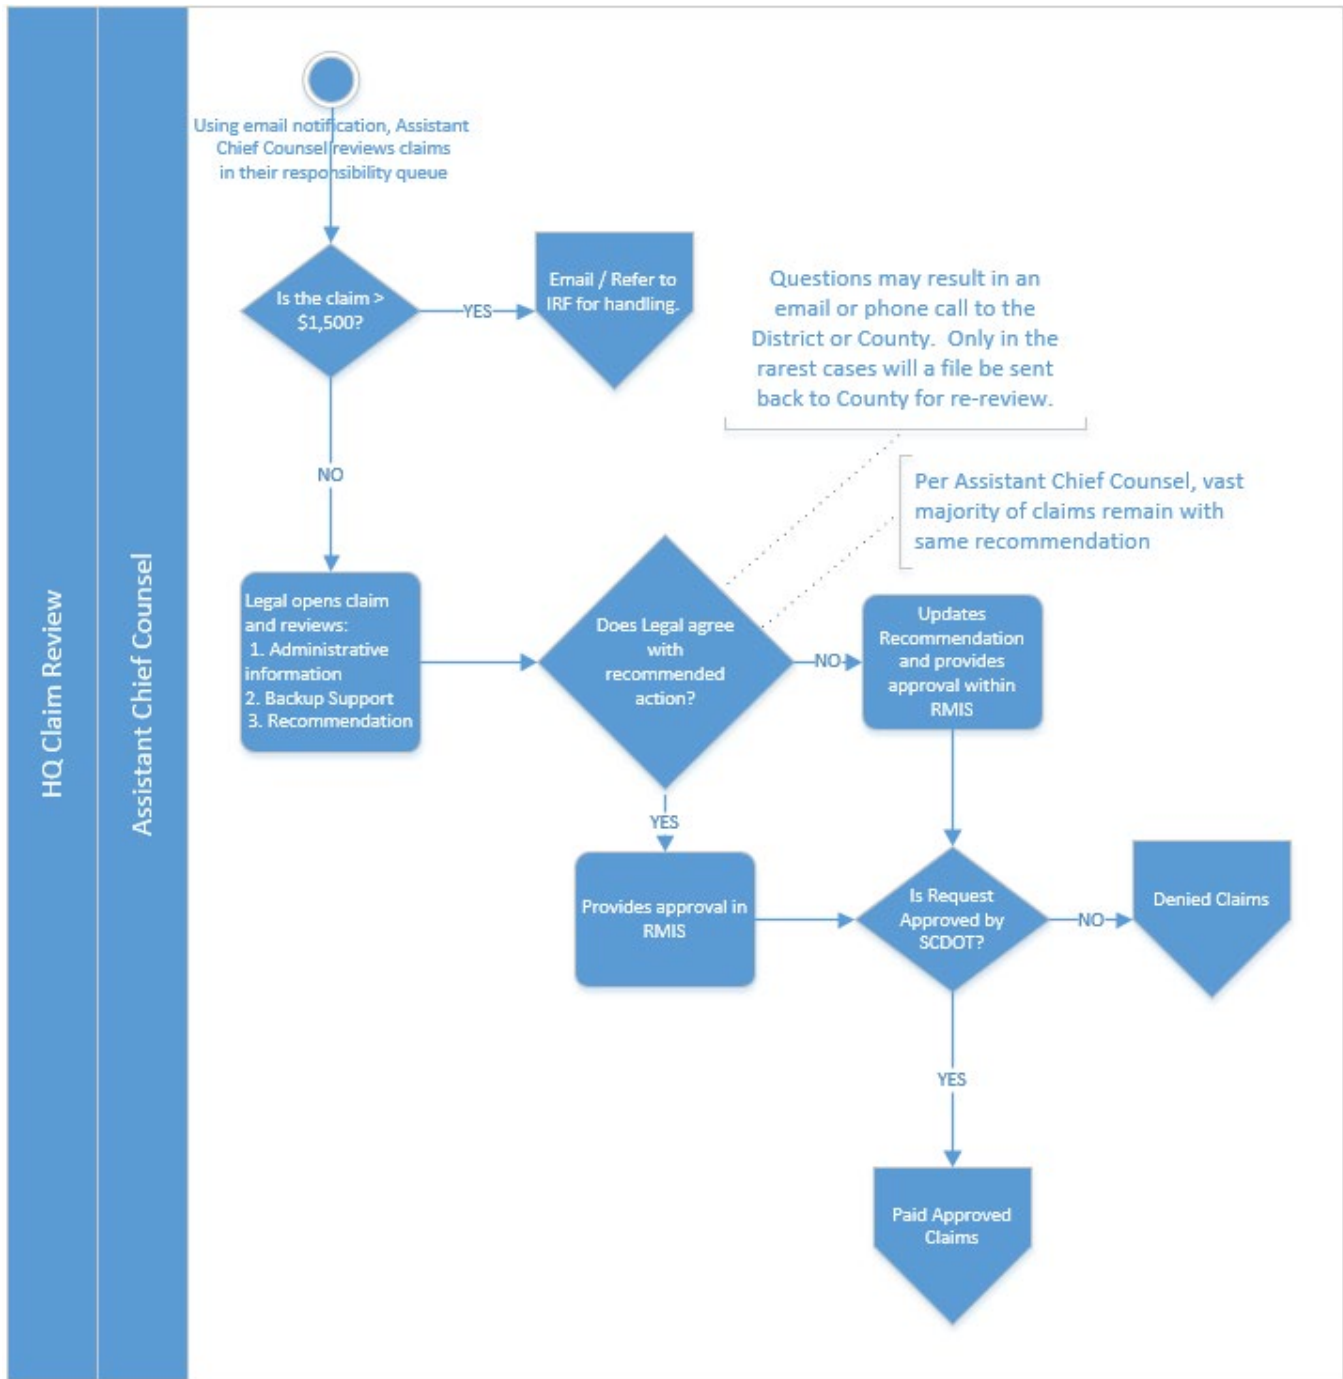 HQ Claim Review
Assistant Chief Counsel
Using email notification, Assistant
Chief Counsel reviews claims
in their responsibility queue
Is the claim >
$1,500?
YES
Email / Refer to
IRF for handling.
Questions may result in an
email or phone call to the
District or County.  Only in the
rarest cases will a file be sent
back to County for re-review.
NO
Per Assistant Chief Counsel, vast
majority of claims remain with
same recommendation
Legal opens claim
and reviews:
1. Administrative
information
2. Backup Support
3. Recommendation
Does Legal agree
with
recommended
action?
NO
Updates
Recommendation
and provides
approval within
RMIS
YES
Provides approval in
RMIS
Is Request
Approved by
SCDOT?
NO
Denied Claims
YES
Paid Approved
Claims